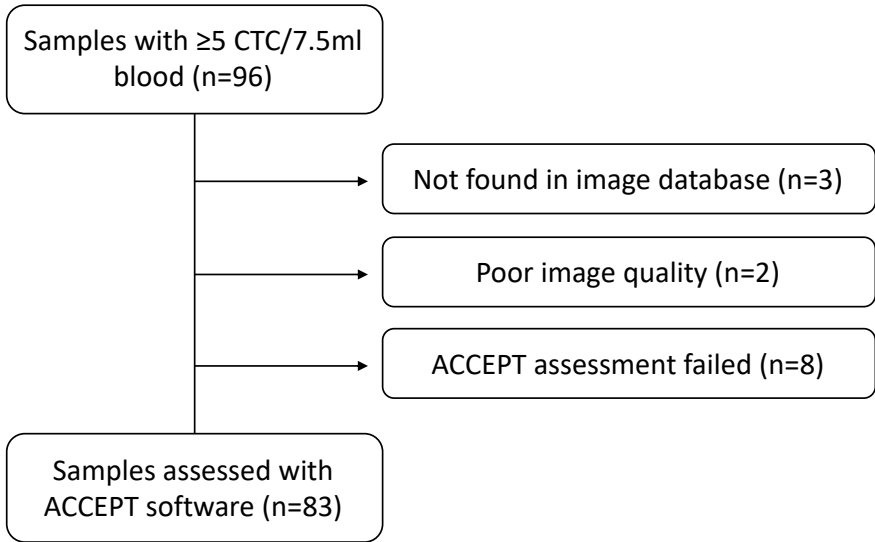 Samples with ≥5 CTC/7.5ml
blood (n=96)
Not found in image database (n=3)
Poor image quality (n=2)
ACCEPT assessment failed (n=8)
Samples assessed with
ACCEPT software (n=83)